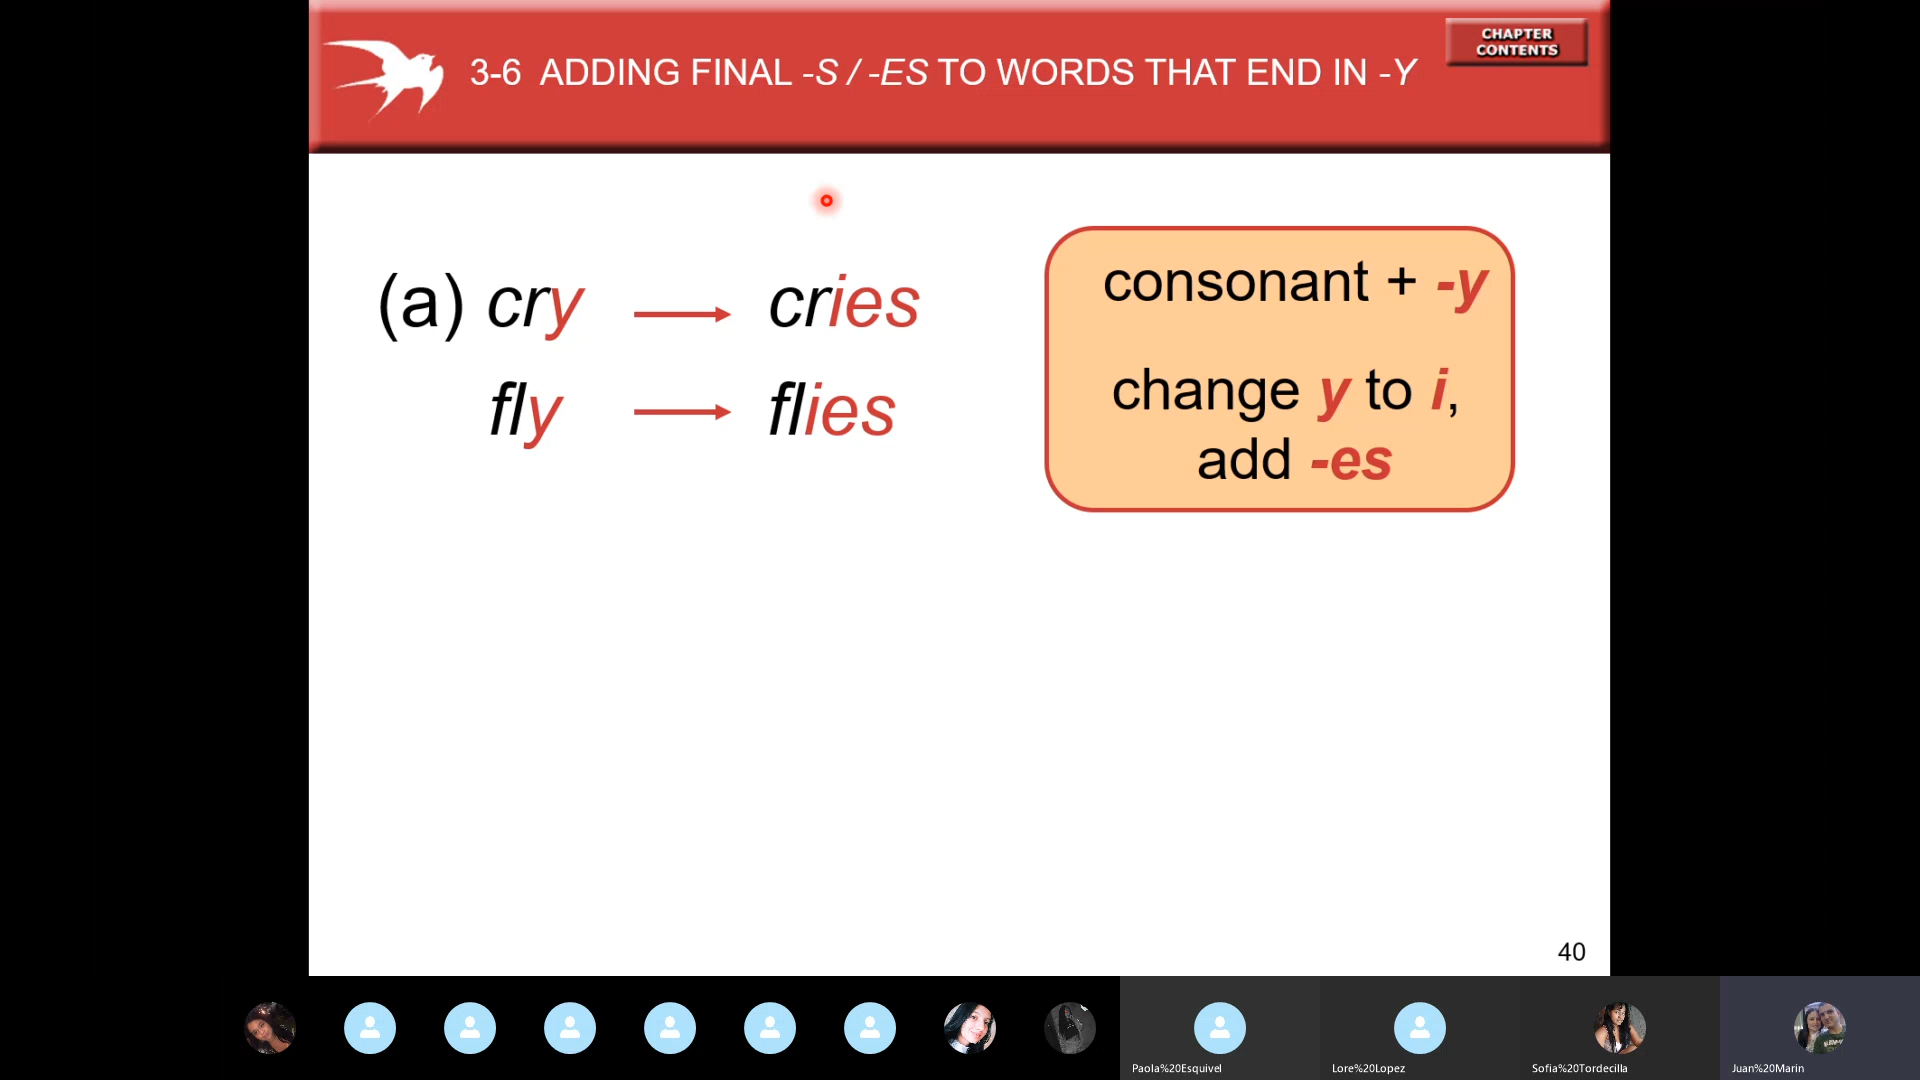 CHAPTER
CONTENTS
3-6 ADDING FINAL -S / -ES TO WORDS THAT END IN -Y
(a) cry cries
fly flies
consonant + -y
change y to i,
add -es
40
Paola%20Esquivel
Lore%20Lopez
Sofia%20Tordecilla
Juan%20Marin